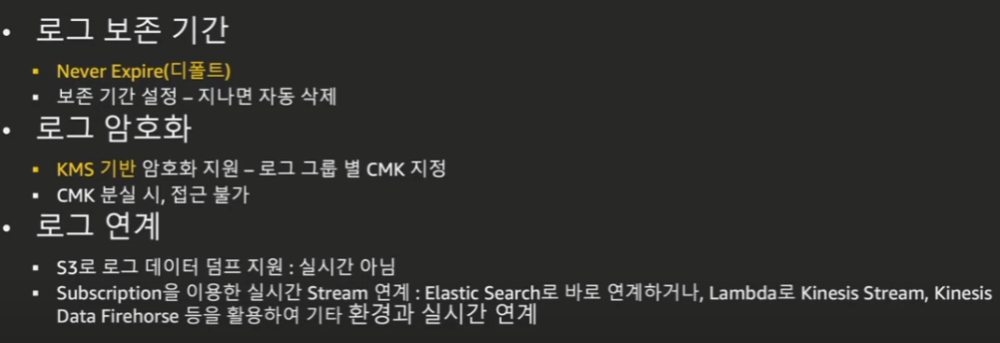 • 로그 보존 기간
▪ Never Expire(디폴트)
▪ 보존 기간 설정 – 지나면 자동 삭제
• 로그 암호화
▪ KMS 기반 암호화 지원 – 로그 그룹 별 CMK 지정
▪ CMK 분실 시, 접근 불가
• 로그 연계
▪ S3로 로그 데이터 덤프 지원 : 실시간 아님
▪ Subscription을 이용한 실시간 Stream 연계 : Elastic Search로 바로 연계하거나, Lambda로 Kinesis Stream, Kinesis
Data Firehorse 등을 활용하여 기타 환경과 실시간 연계